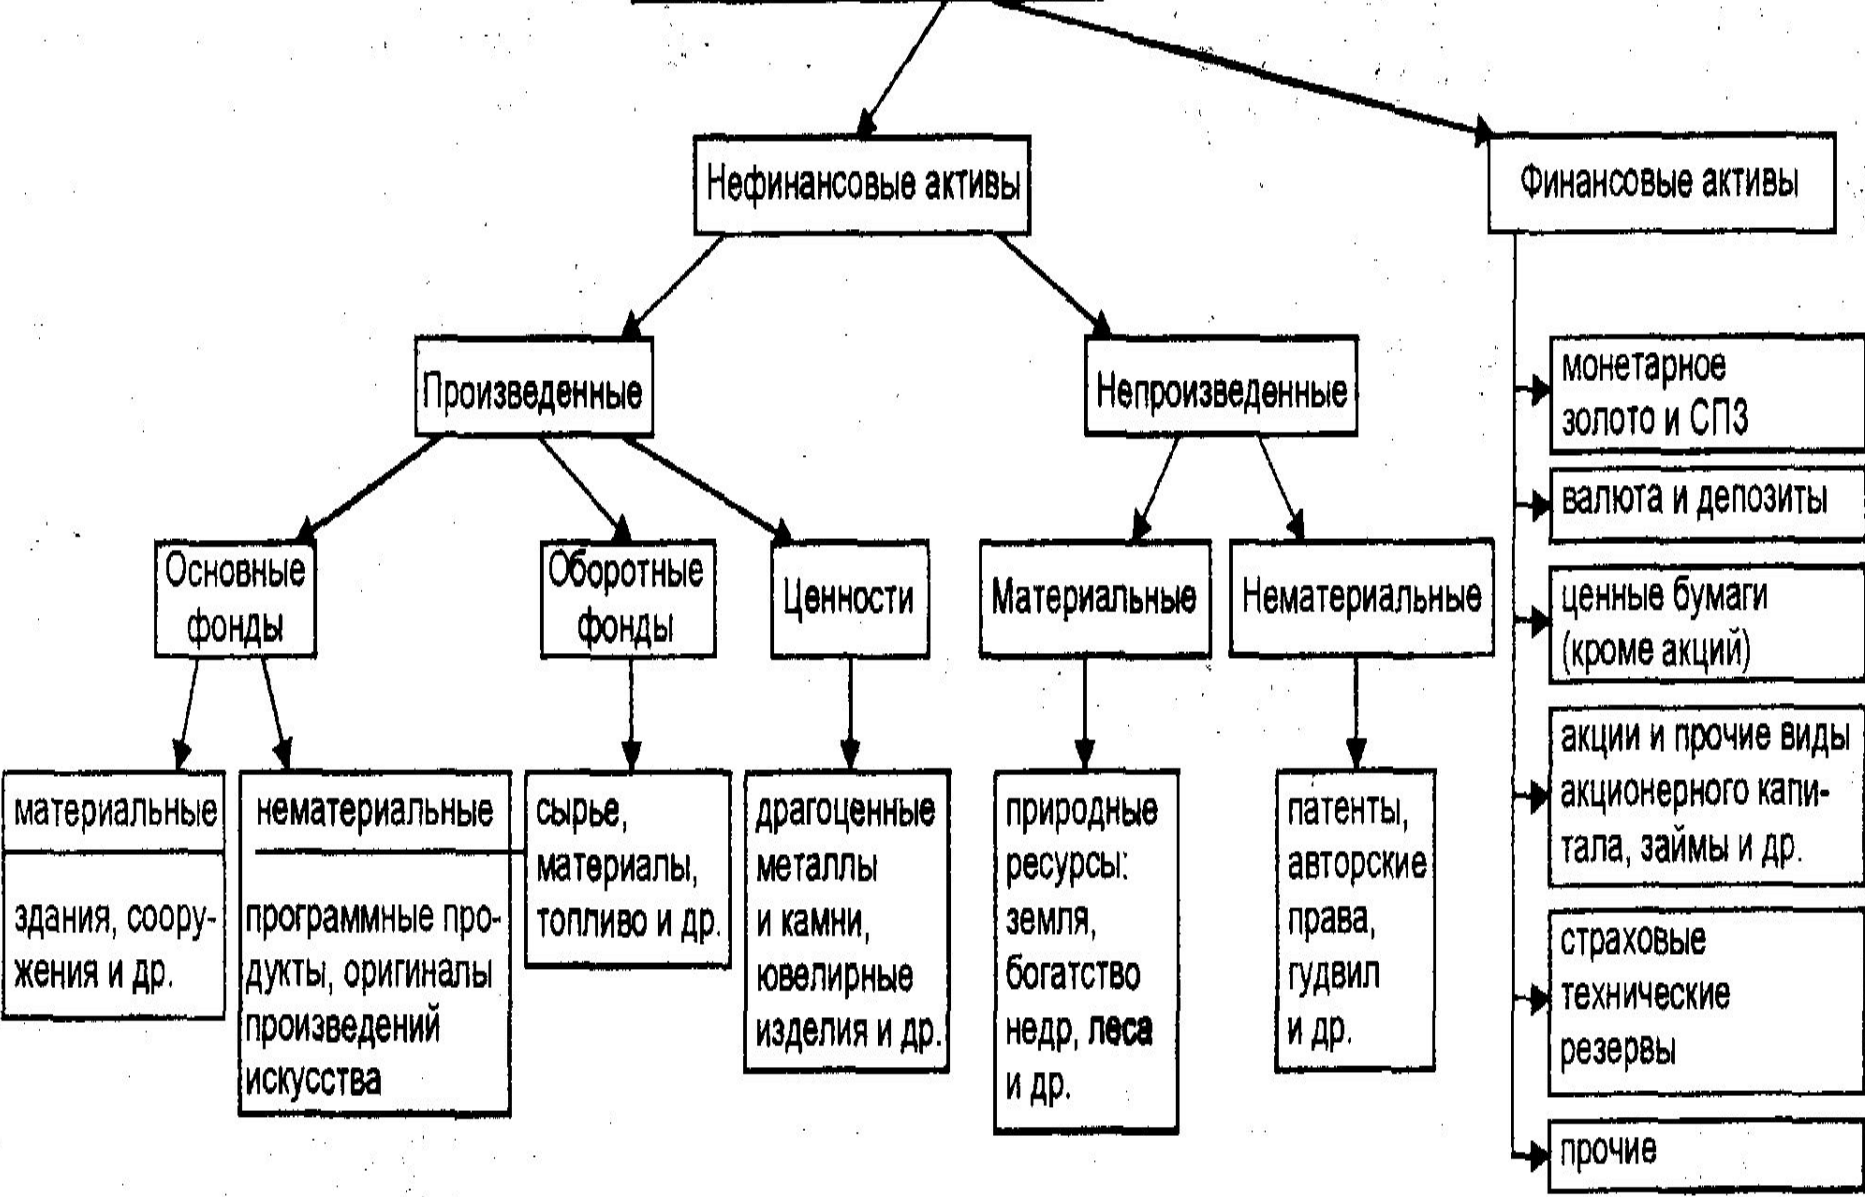 Нефинансовые активы
Финансовые активы
Произведенные
Непроизведенные
Основные
фонды
Оборотные
фонды
Ценности
Материальные
Нематериальные
материальные
здания, соору-
жения и др.
нематериальные
программные про-
дукты, оригиналы
произведений
искусства
сырье,
материалы,
топливо и др.
драгоценные
металлы
и камни,
ювелирные
изделия и др.
природные
ресурсы:
земля,
богатство
недр, леса
и др.
патенты,
авторские
права,
гудвил
и др.
монетарное
золото и СПЗ
валюта и депозиты
ценные бумаги
(кроме акций)
акции и прочие виды
акционерного капи-
тала, займы и др.
страховые
технические
резервы
прочие